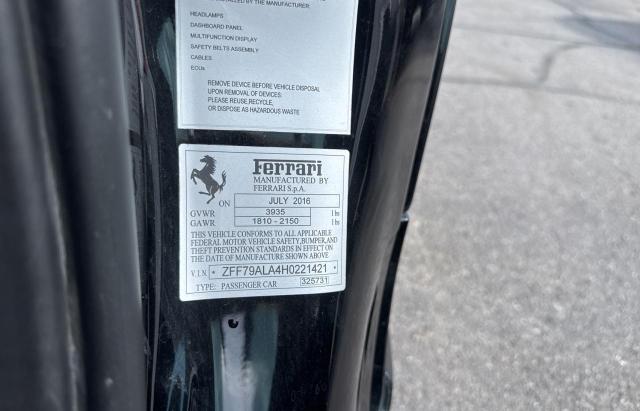 BY THE MANUFACTURER:
HEADLAMPS
DASHBOARD PANEL
MULTIFUNCTION DISPLAY
SAFETY BELTS ASSEMBLY
CABLES
ECUs
REMOVE DEVICE BEFORE VEHICLE DISPOSAL
UPON REMOVAL OF DEVICES:
PLEASE REUSE,RECYCLE,
OR DISPOSE AS HAZARDOUS WASTE
Ferrari
MANUFACTURED BY
FERRARI S.p.A.
ON JULY 2016
GVWR 3935 lbs
GAWR 1810 - 2150 lbs
THIS VEHICLE CONFORMS TO ALL APPLICABLE
FEDERAL MOTOR VEHICLE SAFETY,BUMPER,AND
THEFT PREVENTION STANDARDS IN EFFECT ON
THE DATE OF MANUFACTURE SHOWN ABOVE
V.I.N. * ZFF79ALA4H0221421 *
TYPE: PASSENGER CAR 325731